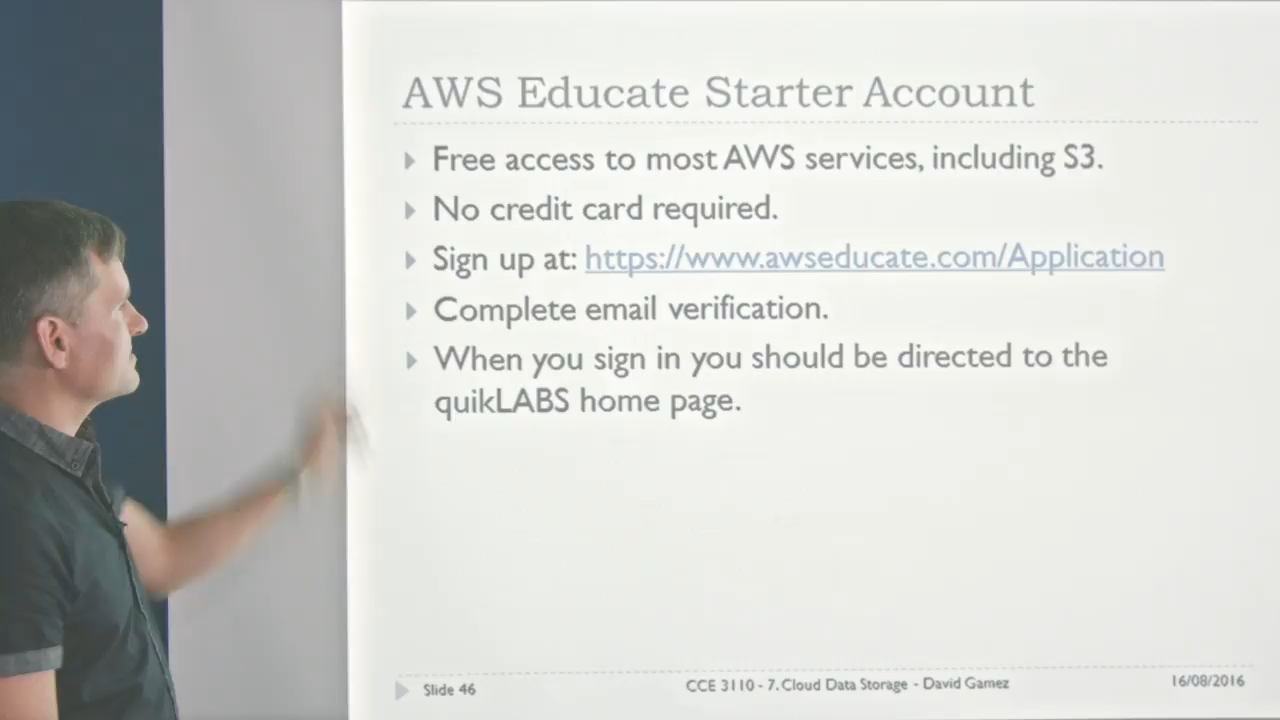 AWS Educate Starter Account
Free access to most AWS services, including S3.
No credit card required.
Sign up at: https://www.awseducate.com/Application
Complete email verification.
When you sign in you should be directed to the
quikLABS home page.
Slide 46
CCE 3110 - 7. Cloud Data Storage - David Gamez
16/08/2016